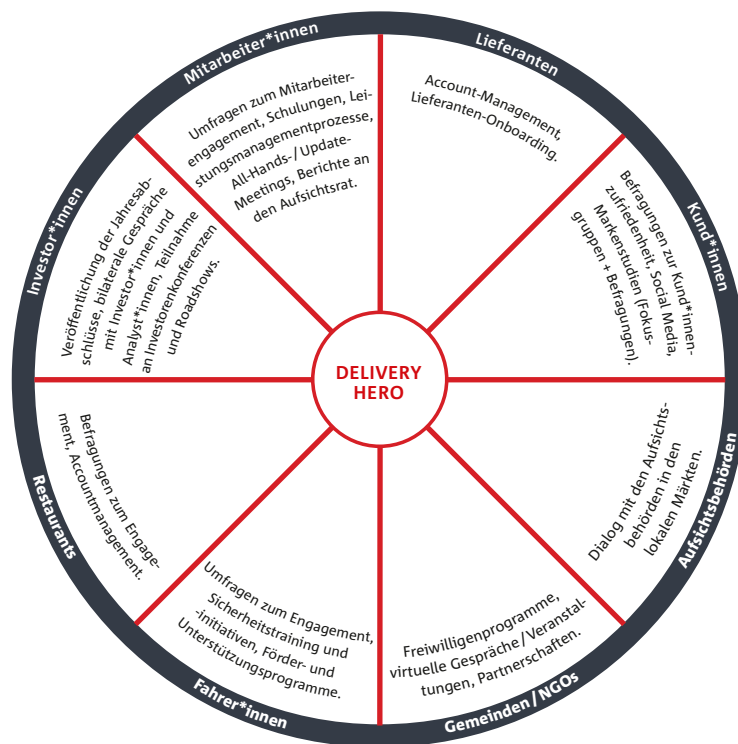 Mitarbeiter*innen
Umfragen zum Mitarbeiter-
engagement, Schulungen, Lei-
stungsmanagementprozesse,
All-Hands-/Update-
Meetings, Berichte an
den Aufsichtsrat.
Lieferanten
Account-Management,
Lieferanten-Onboarding.
Kund*innen
Befragungen zur Kund*innen-
zufriedenheit, Social Media,
Markenstudien (Fokus-
gruppen + Befragungen).
Aufsichtsbehörden
Dialog mit den Aufsichts-
behörden in den
lokalen Märkten.
Gemeinden/NGOs
Freiwilligenprogramme,
virtuelle Gespräche/Veranstal-
tungen, Partnerschaften.
Fahrer*innen
Umfragen zum Engagement,
Sicherheitstraining und
-initiativen, Förder- und
Unterstützungsprogramme.
Restaurants
Befragungen zum Engage-
ment, Accountmanagement.
Investor*innen
Veröffentlichung der Jahresab-
schlüsse, bilaterale Gespräche
mit Investor*innen und
Analyst*innen, Teilnahme
an Investorenkonferenzen
und Roadshows.
DELIVERY
HERO